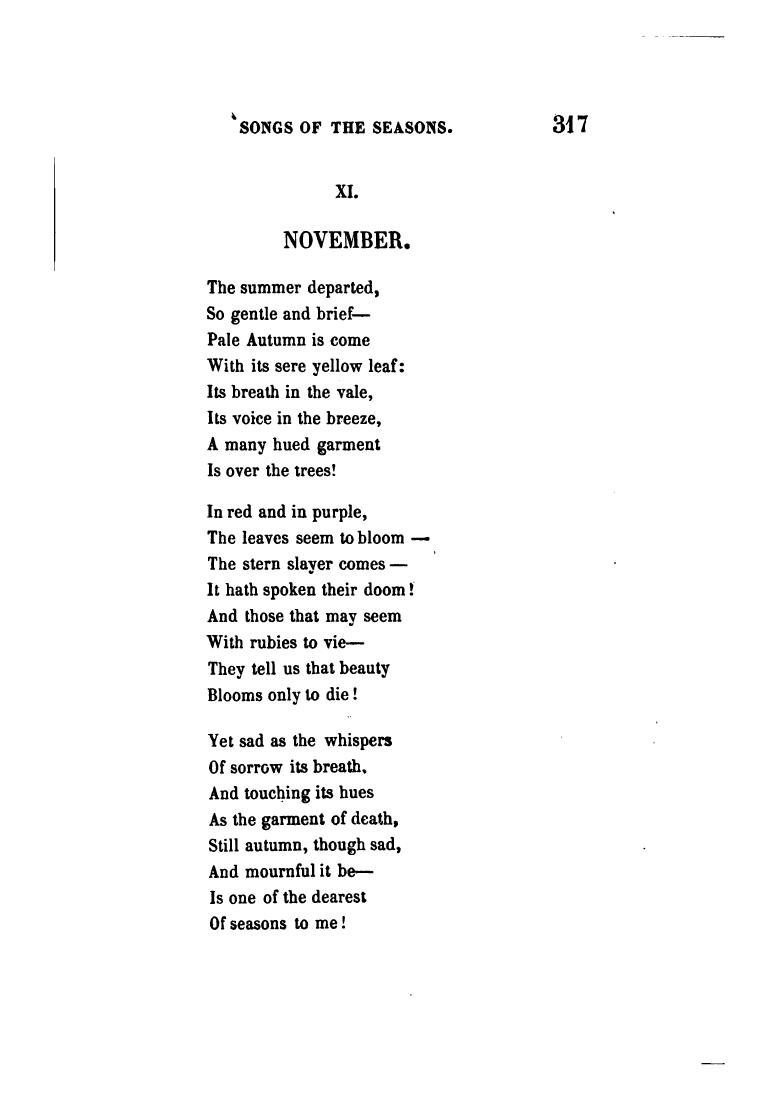 SONGS OF THE SEASONS. 317
XI.
NOVEMBER.
The summer departed,
So gentle and brief—
Pale Autumn is come
With its sere yellow leaf:
Its breath in the vale,
Its voice in the breeze,
A many hued garment
Is over the trees!
In red and in purple,
The leaves seem to bloom —
The stern slayer comes —
It hath spoken their doom!
And those that may seem
With rubies to vie—
They tell us that beauty
Blooms only to die!
Yet sad as the whispers
Of sorrow its breath,
And touching its hues
As the garment of death,
Still autumn, though sad,
And mournful it be—
Is one of the dearest
Of seasons to me!